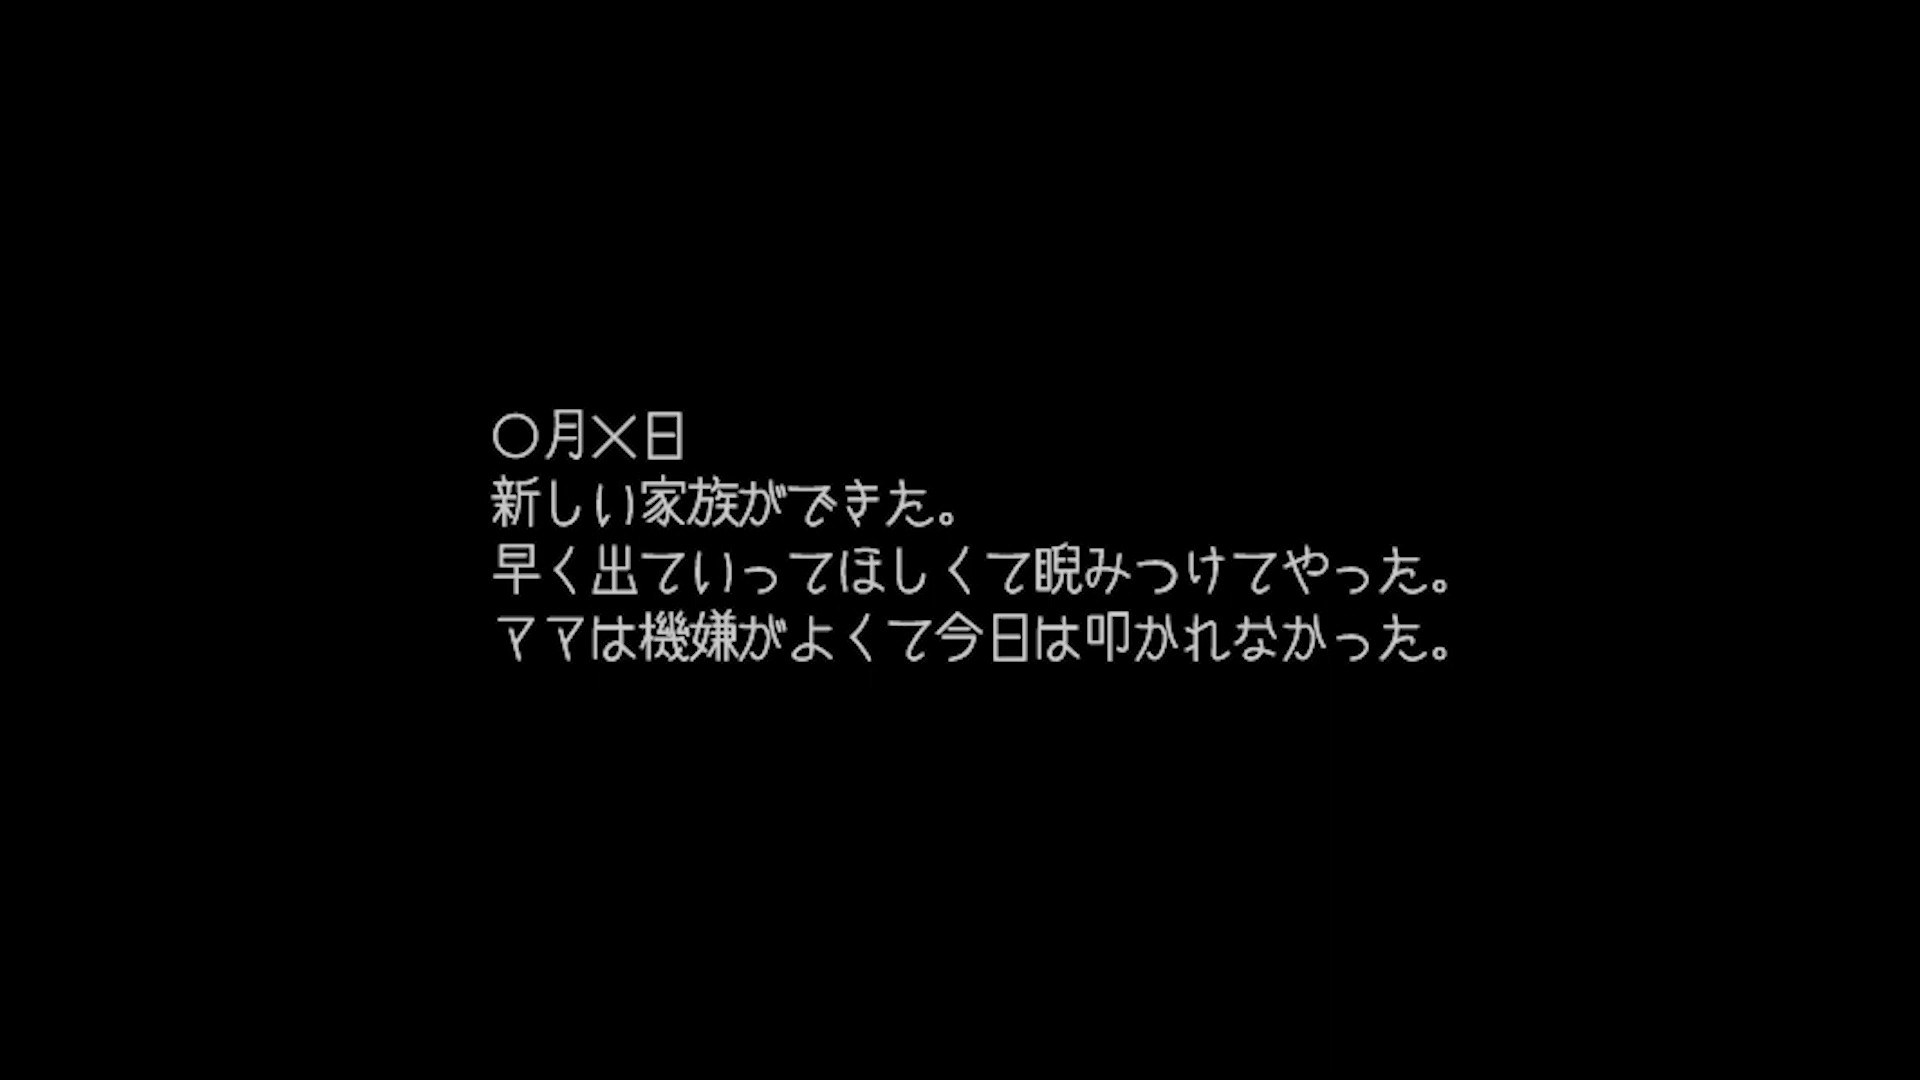 〇月×日
新しい家族ができた。
早く出ていってほしくて睨みつけてやった。
ママは機嫌がよくて今日は叩かれなかった。